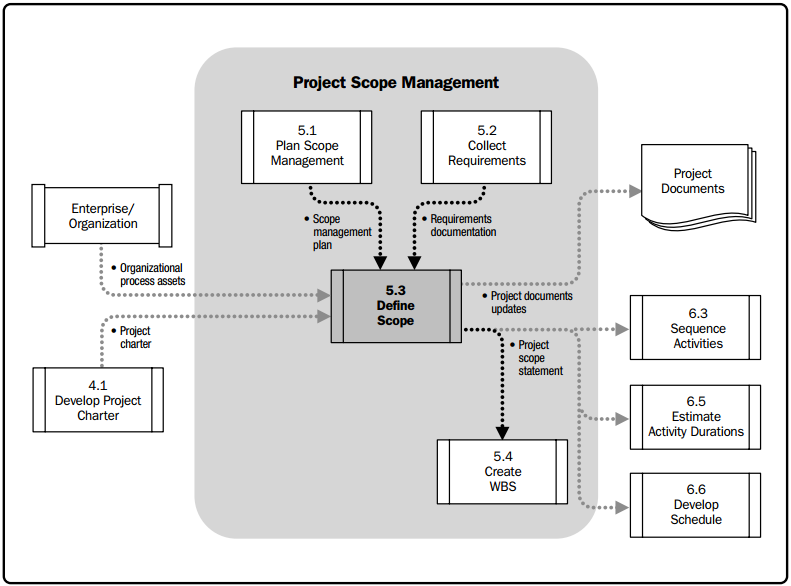 Project Scope Management
5.1
Plan Scope
Management
5.2
Collect
Requirements
Project
Documents
Enterprise/
Organization
• Scope
management
plan
• Requirements
documentation
• Organizational
process assets
5.3
Define
Scope
• Project documents
updates
• Project
charter
6.3
Sequence
Activities
• Project
scope
statement
4.1
Develop Project
Charter
6.5
Estimate
Activity Durations
5.4
Create
WBS
6.6
Develop
Schedule